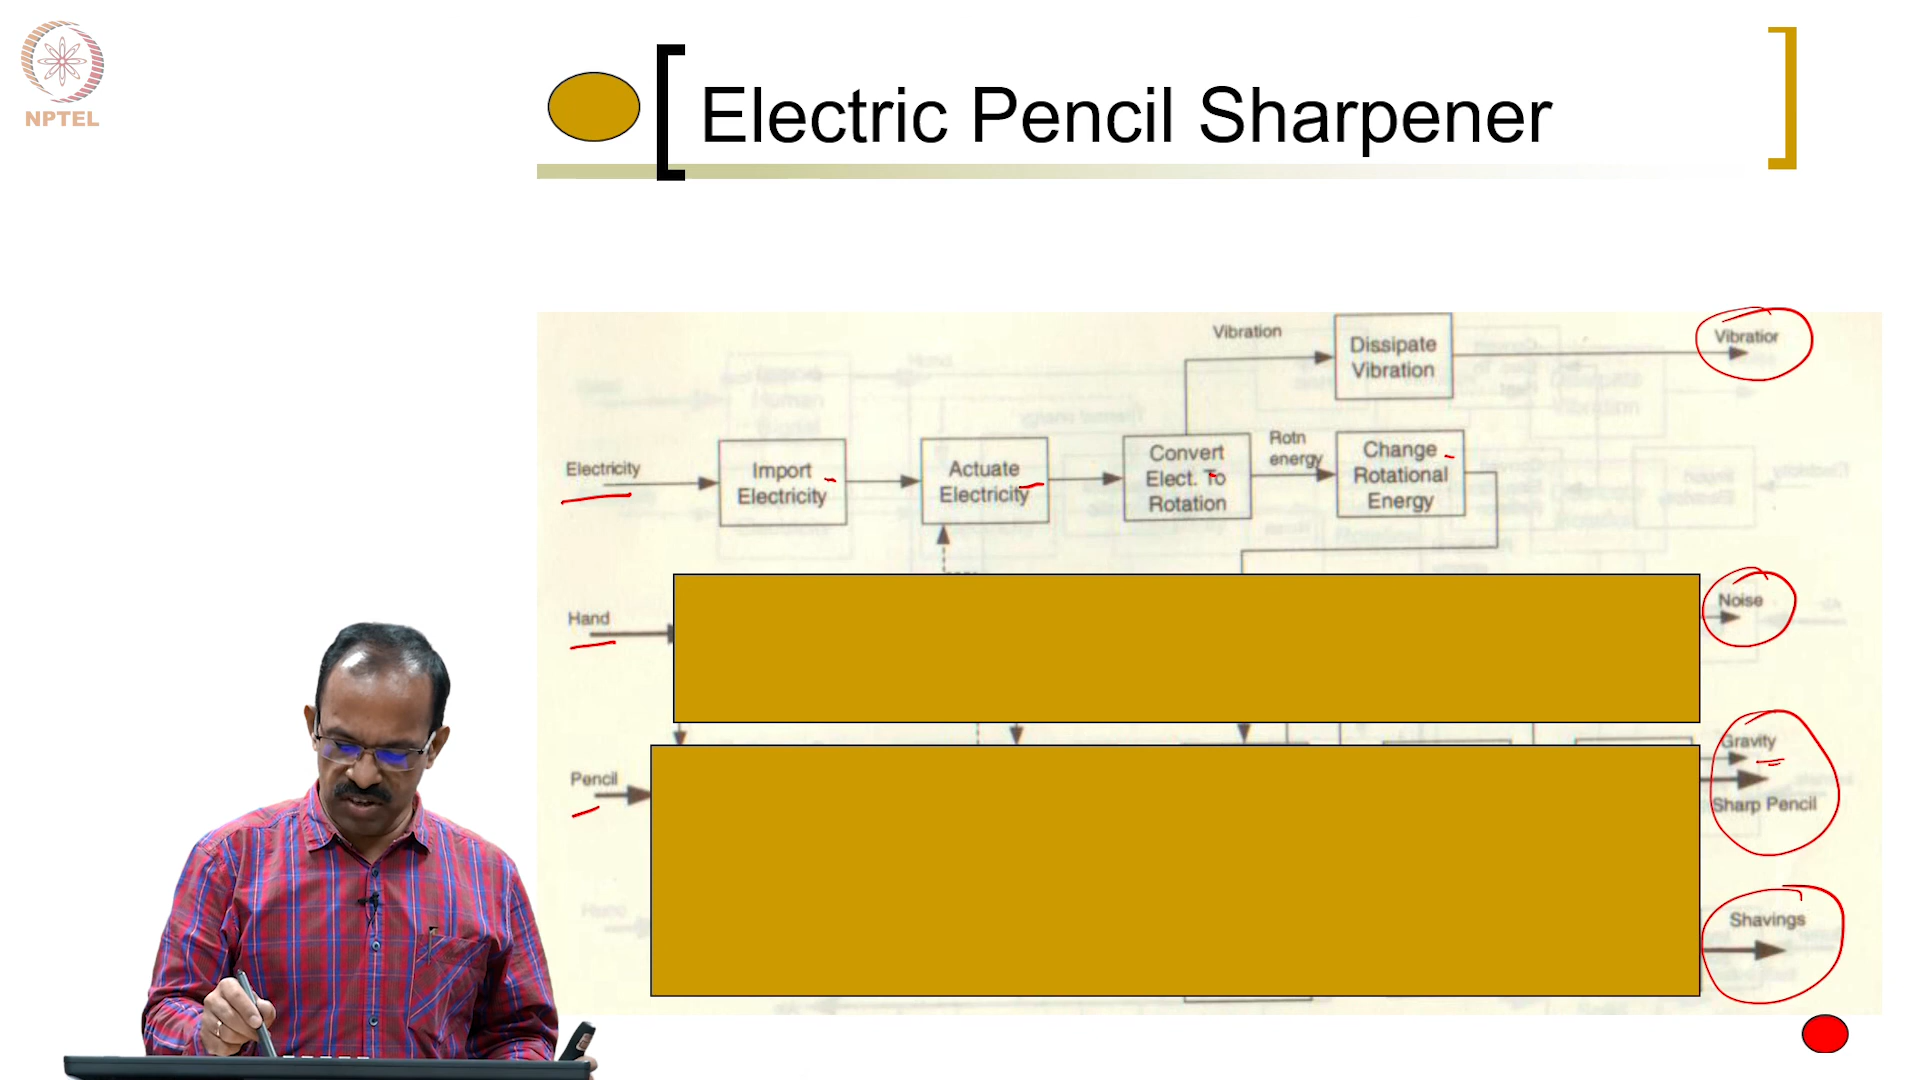 NPTEL
Electric Pencil Sharpener
Vibration
Dissipate
Vibration
Vibratior
Electricity
Import
Electricity
Actuate
Electricity
Convert
Elect. To
Rotation
Rotn
energy
Change
Rotational
Energy
Hand
Noise
Pencil
Gravity
Sharp Pencil
Shavings